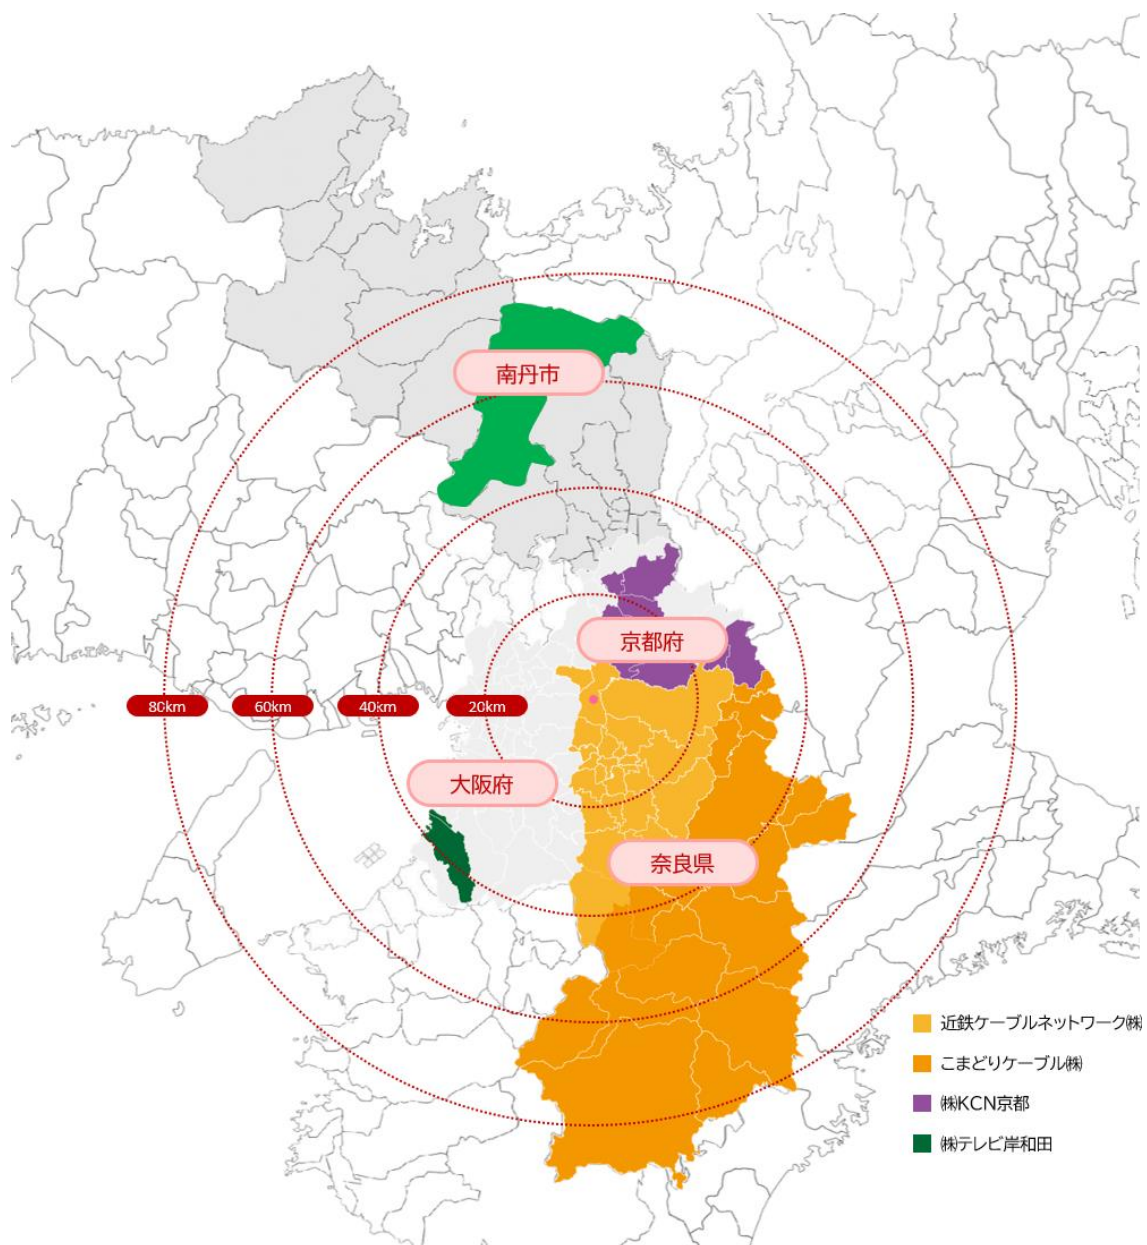 南丹市
京都府
80km
60km
40km
20km
大阪府
奈良県
近鉄ケーブルネットワーク㈱
こまどりケーブル㈱
㈱KCN京都
㈱テレビ岸和田